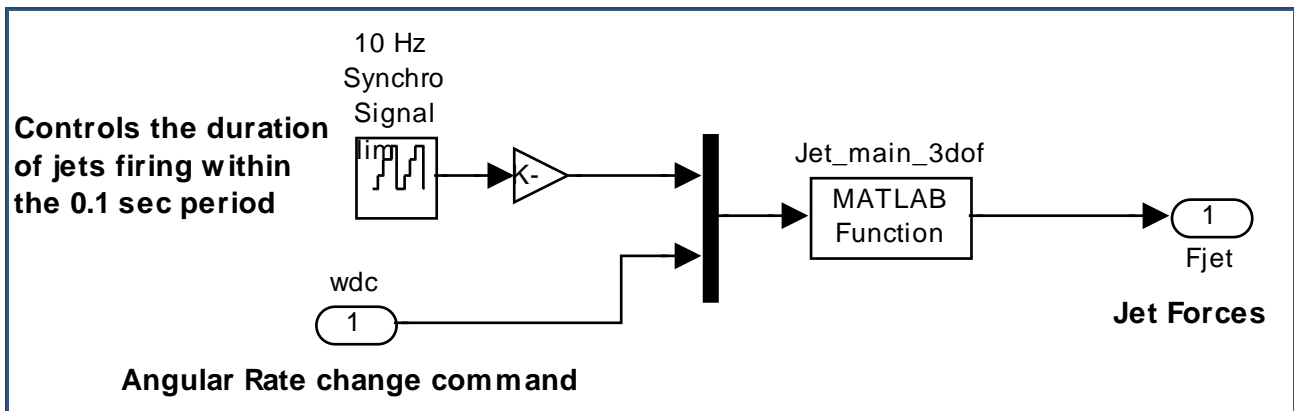 10 Hz
Synchro
Signal
Controls the duration
of jets firing within
the 0.1 sec period
lim
-K-
Jet_main_3dof
MATLAB
Function
1
Fjet
Jet Forces
wdc
1
Angular Rate change command